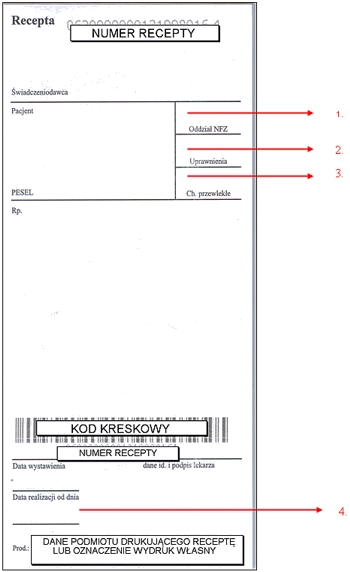 Recepta
NUMER RECEPTY
Świadczeniodawca
Pacjent
1.
Oddział NFZ
2.
Uprawnienia
3.
PESEL
Ch. przewlekłe
Rp.
KOD KRESKOWY
NUMER RECEPTY
Data wystawienia
dane id. i podpis lekarza
Data realizacji od dnia
4.
Prod.:
DANE PODMIOTU DRUKUJĄCEGO RECEPTĘ
LUB OZNACZENIE WYDRUK WŁASNY